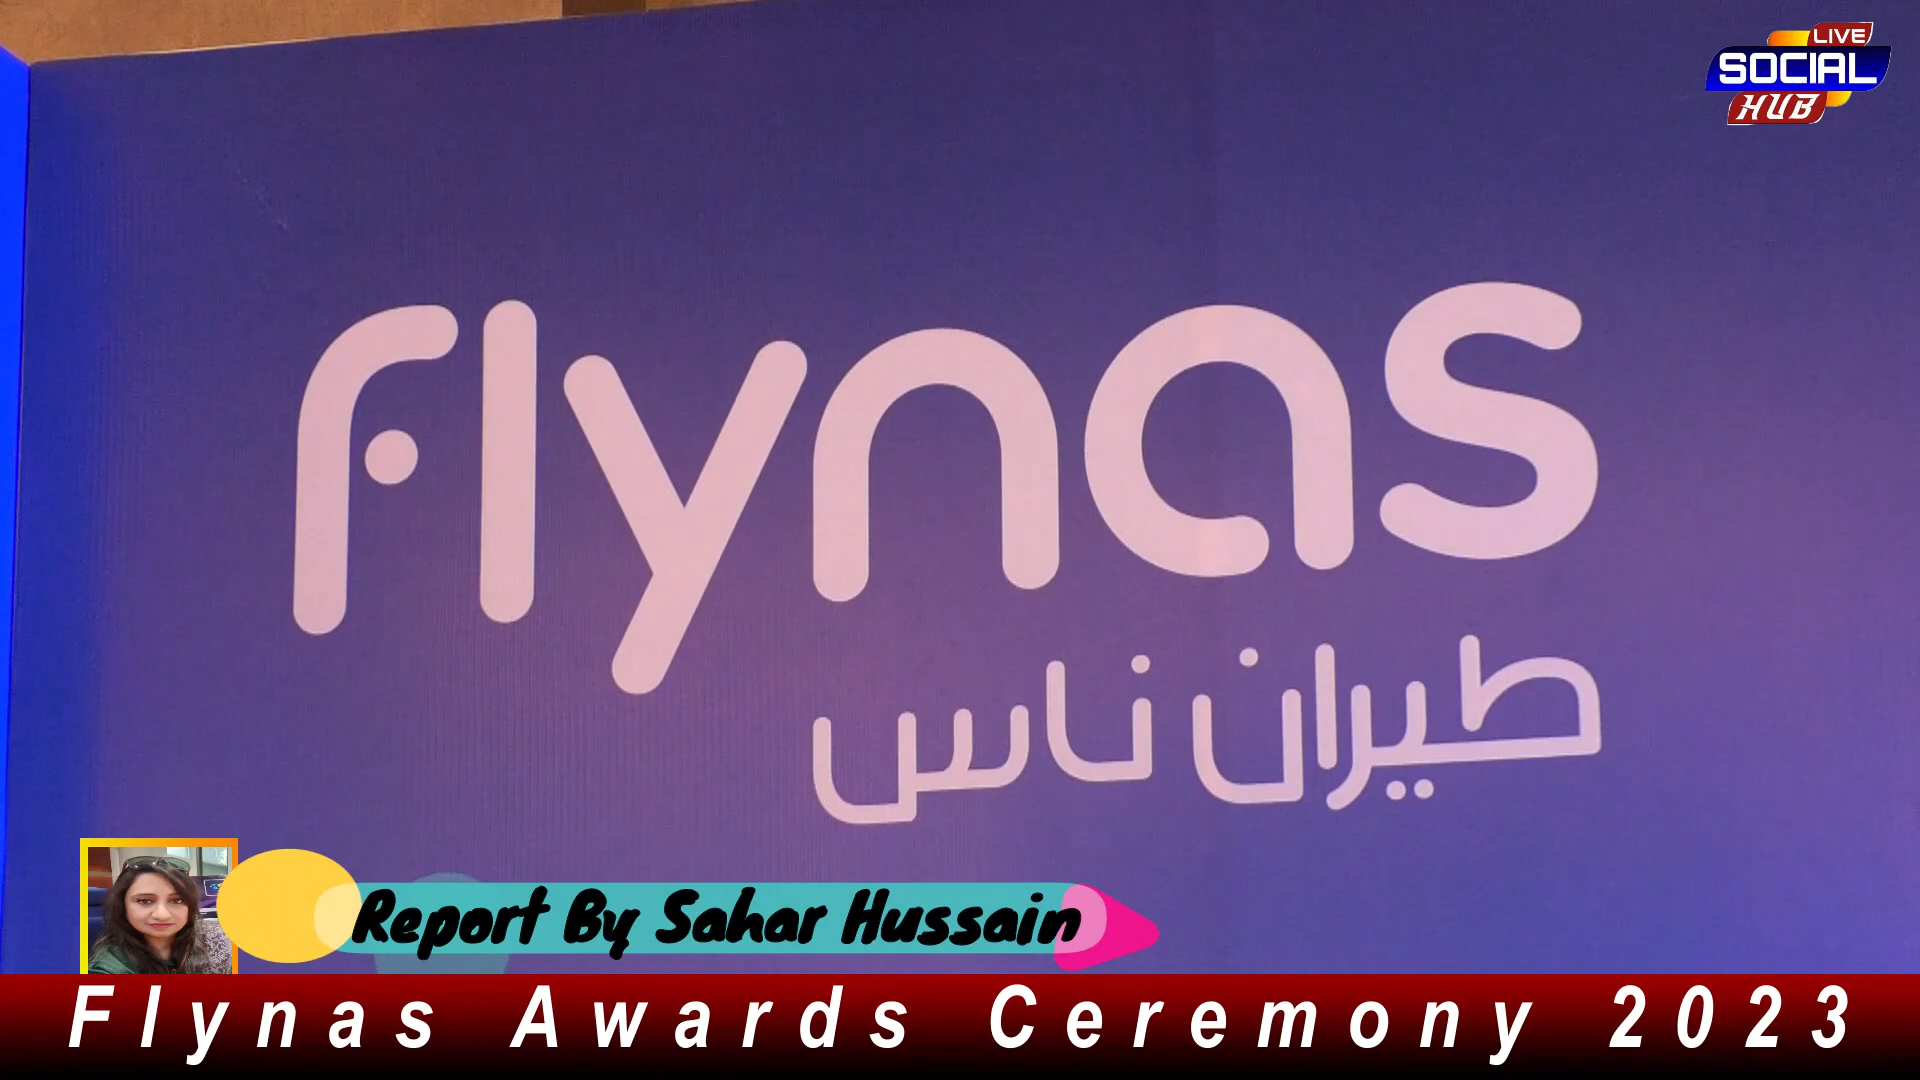 LIVE
SOCIAL
HUB
flynas
طيران ناس
Report By Sahar Hussain
Flynas Awards Ceremony 2023